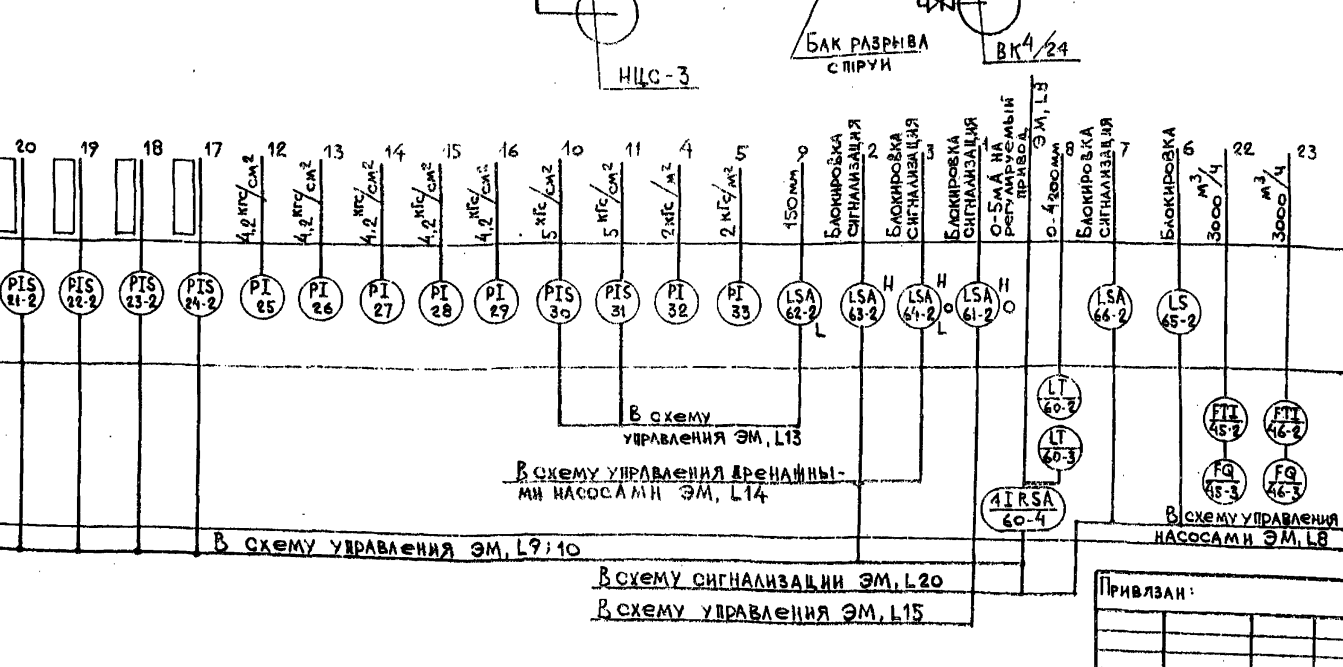 НЦС-3
БАК РАЗРЫВА
СТРУИ
ВК4/24
20 19 18 17 12 13 14 15 16 10 11 4 5 9 2 3 1 8 7 6 22 23
4,2 кгс/см²
4,2 кгс/см²
4,2 кгс/см²
4,2 кгс/см²
4,2 кгс/см²
5 кгс/см²
5 кгс/см²
2 кгс/м²
2 кгс/м²
150мм
БЛОКИРОВКА
СИГНАЛИЗАЦИЯ
БЛОКИРОВКА
СИГНАЛИЗАЦИЯ
БЛОКИРОВКА
СИГНАЛИЗАЦИЯ
0-5мА НА
РЕГУЛИРУЕМЫЙ
ПРИВОД
ЭМ, L9
0-4200мм
БЛОКИРОВКА
СИГНАЛИЗАЦИЯ
БЛОКИРОВКА
3000 м³/ч
3000 м³/ч
PIS
21-2
PIS
22-2
PIS
23-2
PIS
24-2
PI
25
PI
26
PI
27
PI
28
PI
29
PIS
30
PIS
31
PI
32
PI
33
LSA
62-2
L
LSA
63-2
H
LSA
64-2
H
L
LSA
61-2
H
LSA
66-2
LS
65-2
LT
60-2
LT
60-3
FTI
45-2
FTI
46-2
FQ
45-3
FQ
46-3
В схему
УПРАВЛЕНИЯ ЭМ, L13
В схему УПРАВЛЕНИЯ ДРЕНАЖНЫ-
МИ НАСОСАМИ ЭМ, L14
60-4
В схему УПРАВЛЕНИЯ
НАСОСАМИ ЭМ, L8
В схему УПРАВЛЕНИЯ ЭМ, L9;10
В схему СИГНАЛИЗАЦИИ ЭМ, L20
В схему УПРАВЛЕНИЯ ЭМ, L15
ПРИВЯЗАН: